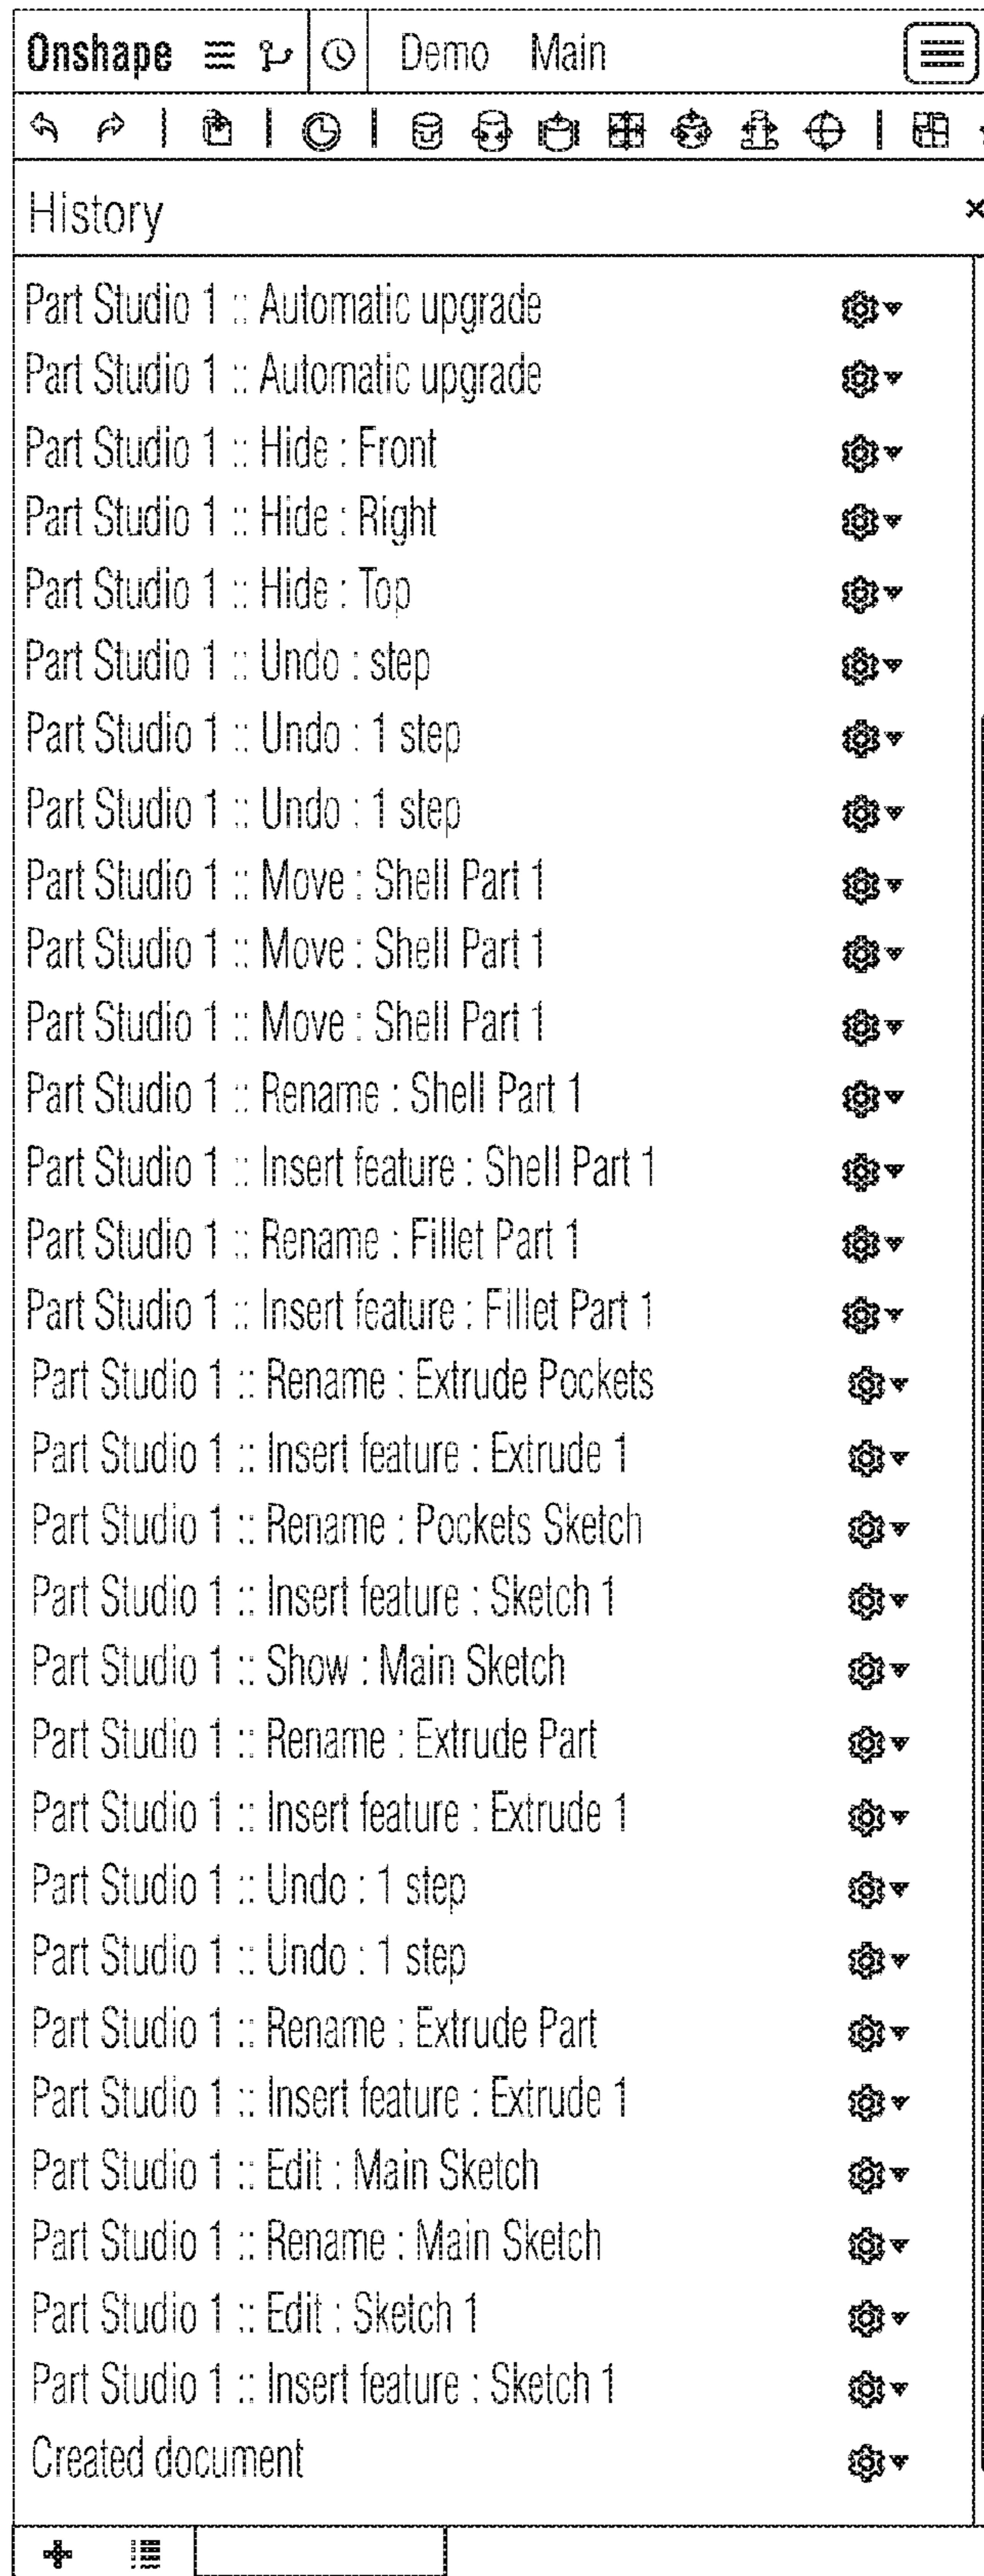 Onshape Demo Main
History
Part Studio 1 :: Automatic upgrade
Part Studio 1 :: Automatic upgrade
Part Studio 1 :: Hide : Front
Part Studio 1 :: Hide : Right
Part Studio 1 :: Hide : Top
Part Studio 1 :: Undo : step
Part Studio 1 :: Undo : 1 step
Part Studio 1 :: Undo : 1 step
Part Studio 1 :: Move : Shell Part 1
Part Studio 1 :: Move : Shell Part 1
Part Studio 1 :: Move : Shell Part 1
Part Studio 1 :: Rename : Shell Part 1
Part Studio 1 :: Insert feature : Shell Part 1
Part Studio 1 :: Rename : Fillet Part 1
Part Studio 1 :: Insert feature : Fillet Part 1
Part Studio 1 :: Rename : Extrude Pockets
Part Studio 1 :: Insert feature : Extrude 1
Part Studio 1 :: Rename : Pockets Sketch
Part Studio 1 :: Insert feature : Sketch 1
Part Studio 1 :: Show : Main Sketch
Part Studio 1 :: Rename : Extrude Part
Part Studio 1 :: Insert feature : Extrude 1
Part Studio 1 :: Undo : 1 step
Part Studio 1 :: Undo : 1 step
Part Studio 1 :: Rename : Extrude Part
Part Studio 1 :: Insert feature : Extrude 1
Part Studio 1 :: Edit : Main Sketch
Part Studio 1 :: Rename : Main Sketch
Part Studio 1 :: Edit : Sketch 1
Part Studio 1 :: Insert feature : Sketch 1
Created document